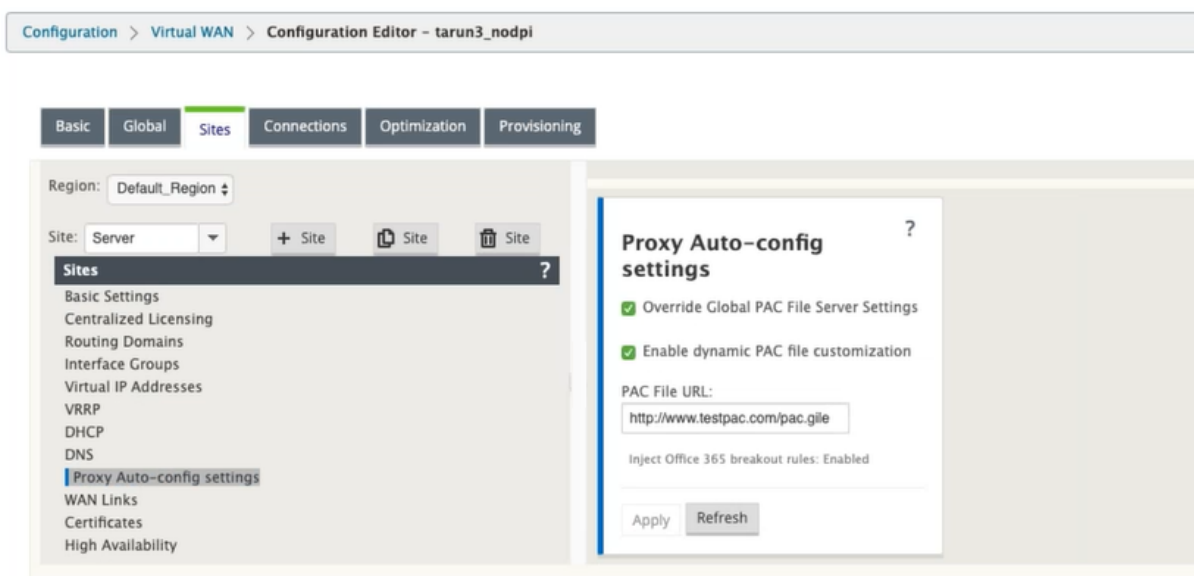 Configuration > Virtual WAN > Configuration Editor – tarun3_nodpi
Basic Global Sites Connections Optimization Provisioning
Region: Default_Region
Site: Server
+ Site Site Site
Sites ?
Basic Settings
Centralized Licensing
Routing Domains
Interface Groups
Virtual IP Addresses
VRRP
DHCP
DNS
Proxy Auto-config settings
WAN Links
Certificates
High Availability
Proxy Auto-config ?
settings
Override Global PAC File Server Settings
Enable dynamic PAC file customization
PAC File URL:
http://www.testpac.com/pac.gile
Inject Office 365 breakout rules: Enabled
Apply Refresh